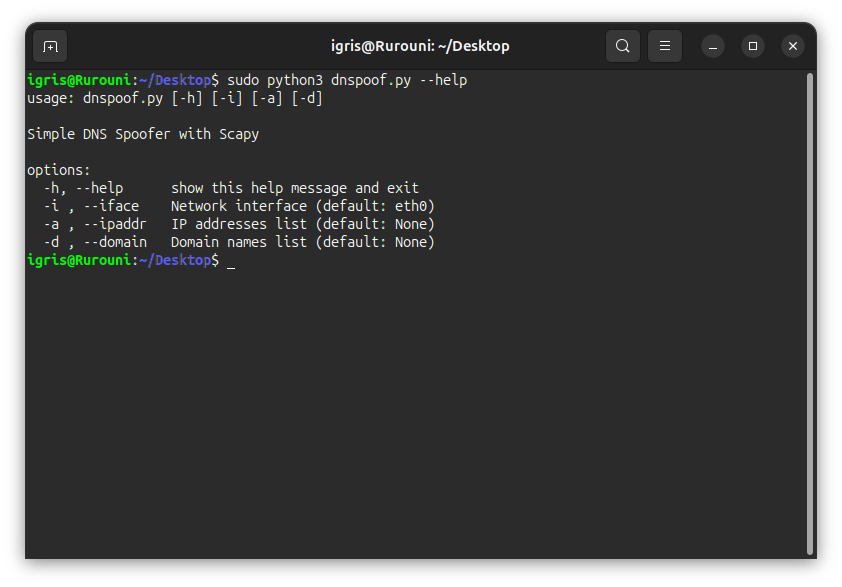 igris@Rurouni: ~/Desktop
igris@Rurouni:~/Desktop$ sudo python3 dnspoof.py --help
usage: dnspoof.py [-h] [-i] [-a] [-d]
Simple DNS Spoofer with Scapy
options:
  -h, --help      show this help message and exit
  -i , --iface    Network interface (default: eth0)
  -a , --ipaddr   IP addresses list (default: None)
  -d , --domain   Domain names list (default: None)
igris@Rurouni:~/Desktop$ _